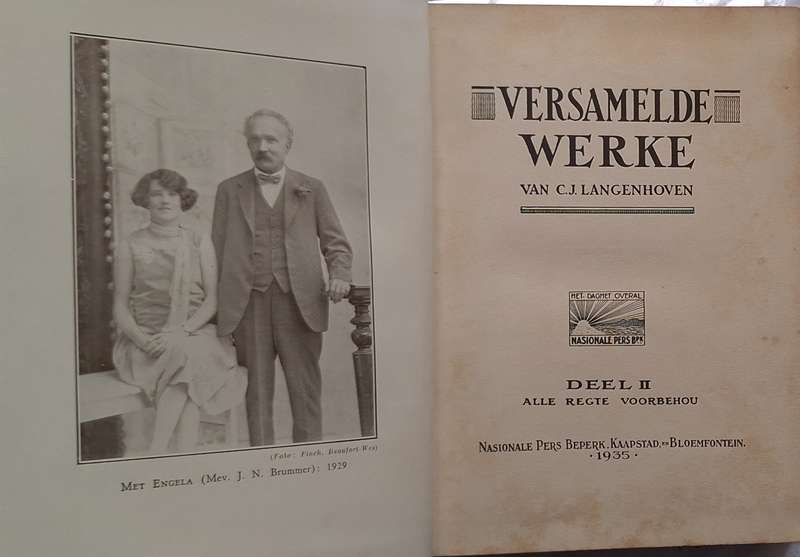 (Foto: Finck, Beaufort-Wes)
MET ENGELA (Mev. J. N. Brummer): 1929
VERSAMELDE
WERKE
VAN C.J. LANGENHOVEN
HET DAGHET OVERAL
NASIONALE PERS BPK
DEEL II
ALLE REGTE VOORBEHOU
NASIONALE PERS BEPERK, KAAPSTAD, EN BLOEMFONTEIN.
·1935·